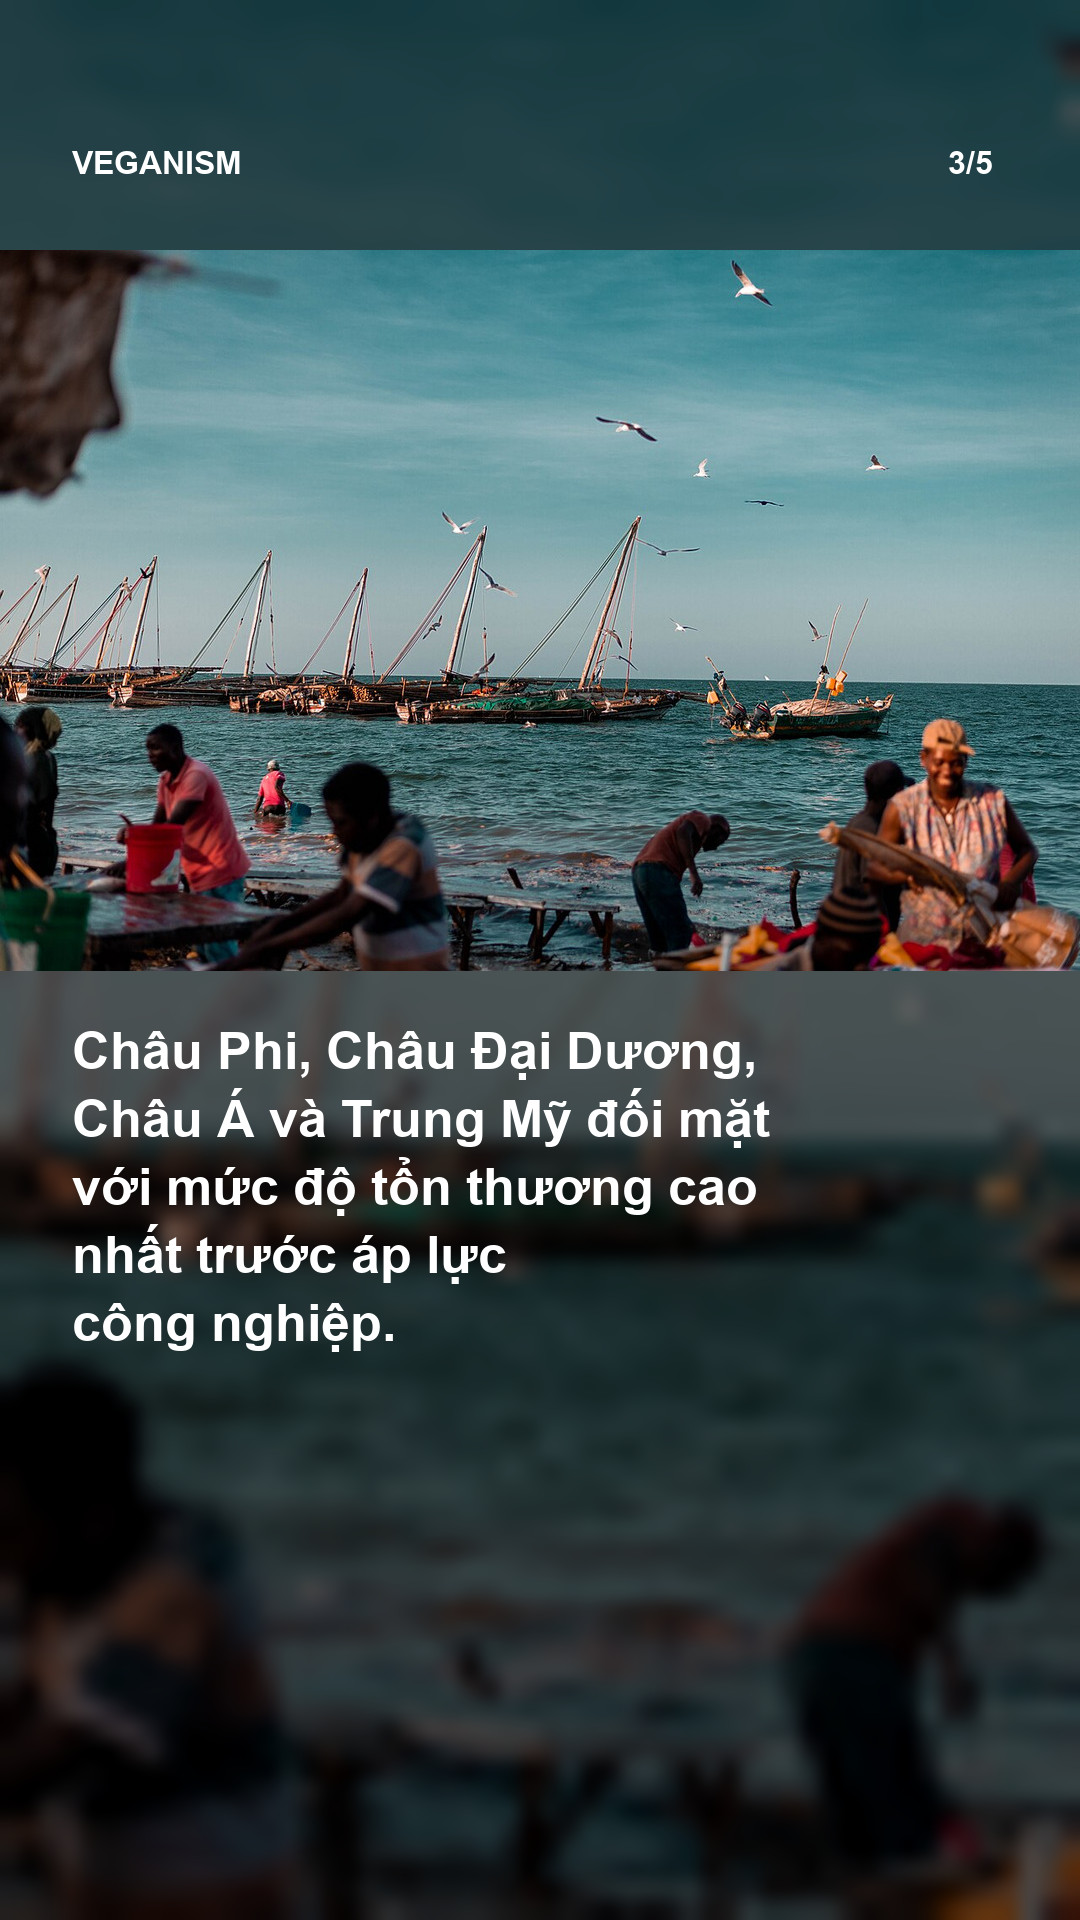 VEGANISM
3/5
Châu Phi, Châu Đại Dương,
Châu Á và Trung Mỹ đối mặt
với mức độ tổn thương cao
nhất trước áp lực
công nghiệp.